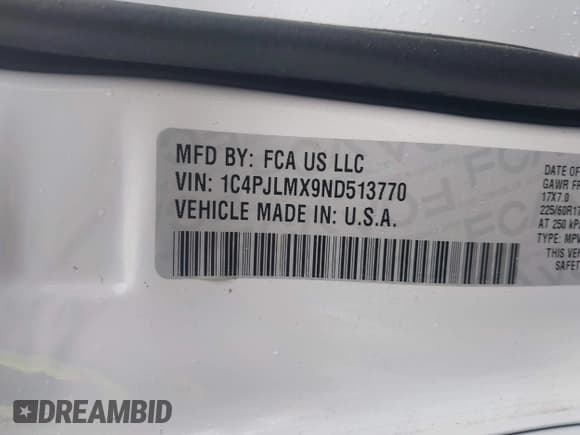 MFD BY: FCA US LLC
VIN: 1C4PJLMX9ND513770
VEHICLE MADE IN: U.S.A.
DATE OF
GAWR FR
17X7.0
225/60R17
AT 250 kPa
TYPE: MPV
THIS VEH
SAFET
DREAMBID